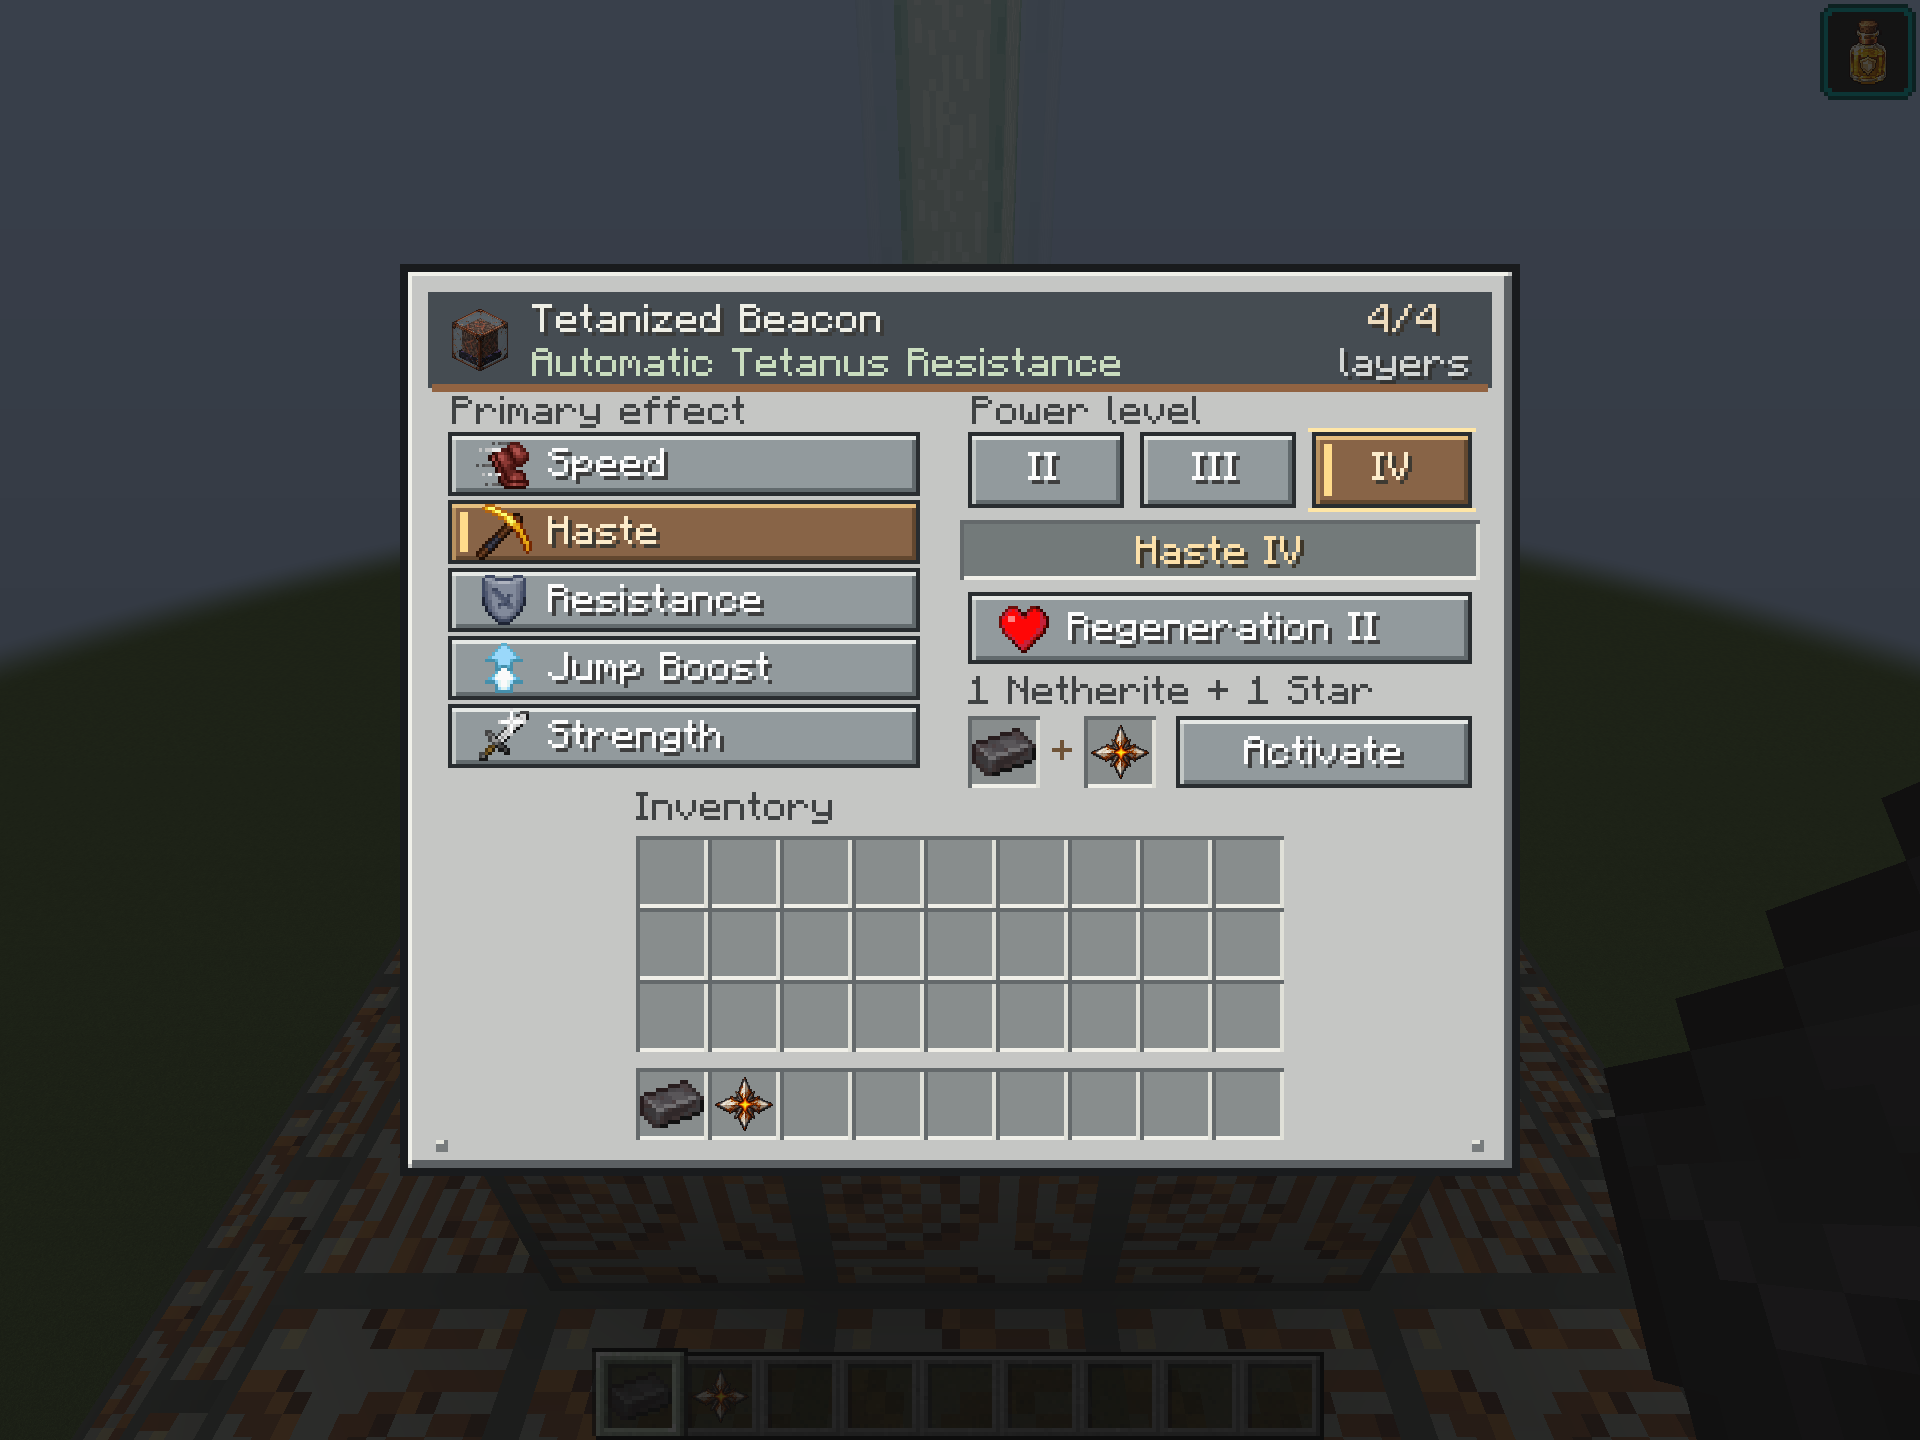 Tetanized Beacon
Automatic Tetanus Resistance
4/4
layers
Primary effect
Speed
Haste
Resistance
Jump Boost
Strength
Power level
II
III
IV
Haste IV
Regeneration II
1 Netherite + 1 Star
+
Activate
Inventory